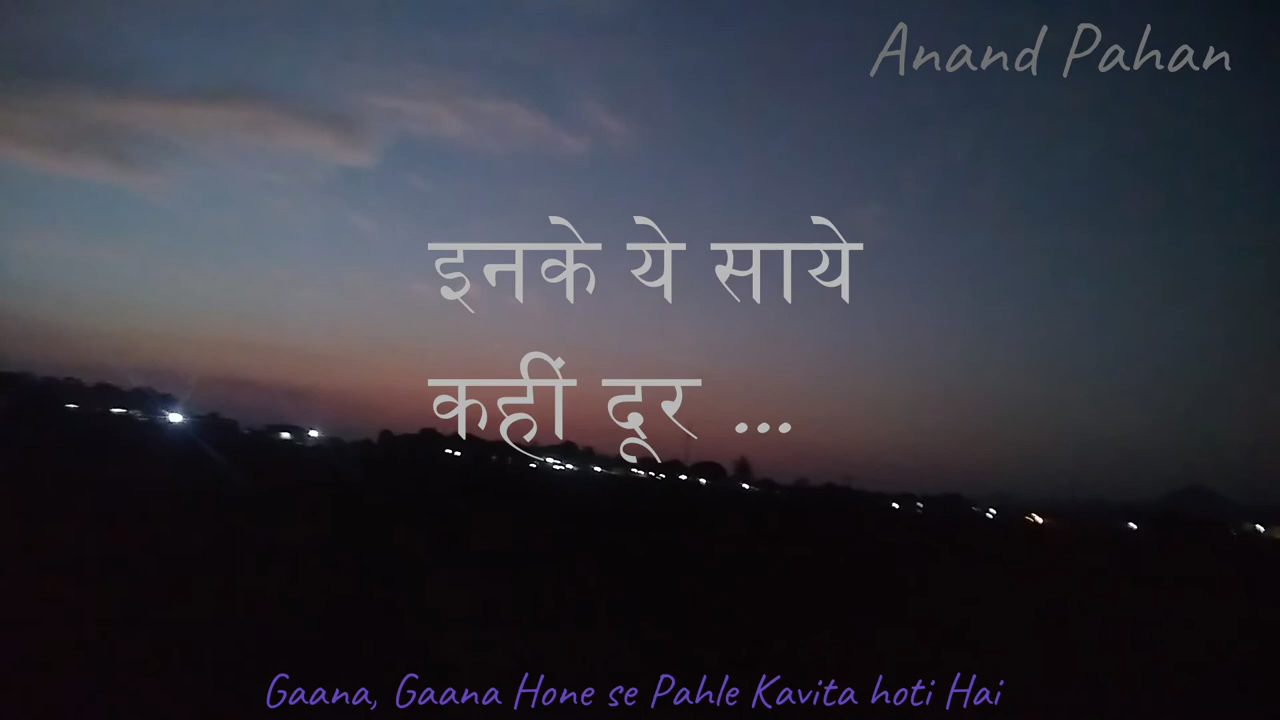 Anand Pahan
इनके ये साये
कहीं दूर ...
Gaana, Gaana Hone se Pahle Kavita hoti Hai